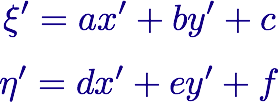 ξ′ = ax′ + by′ + c
η′ = dx′ + ey′ + f